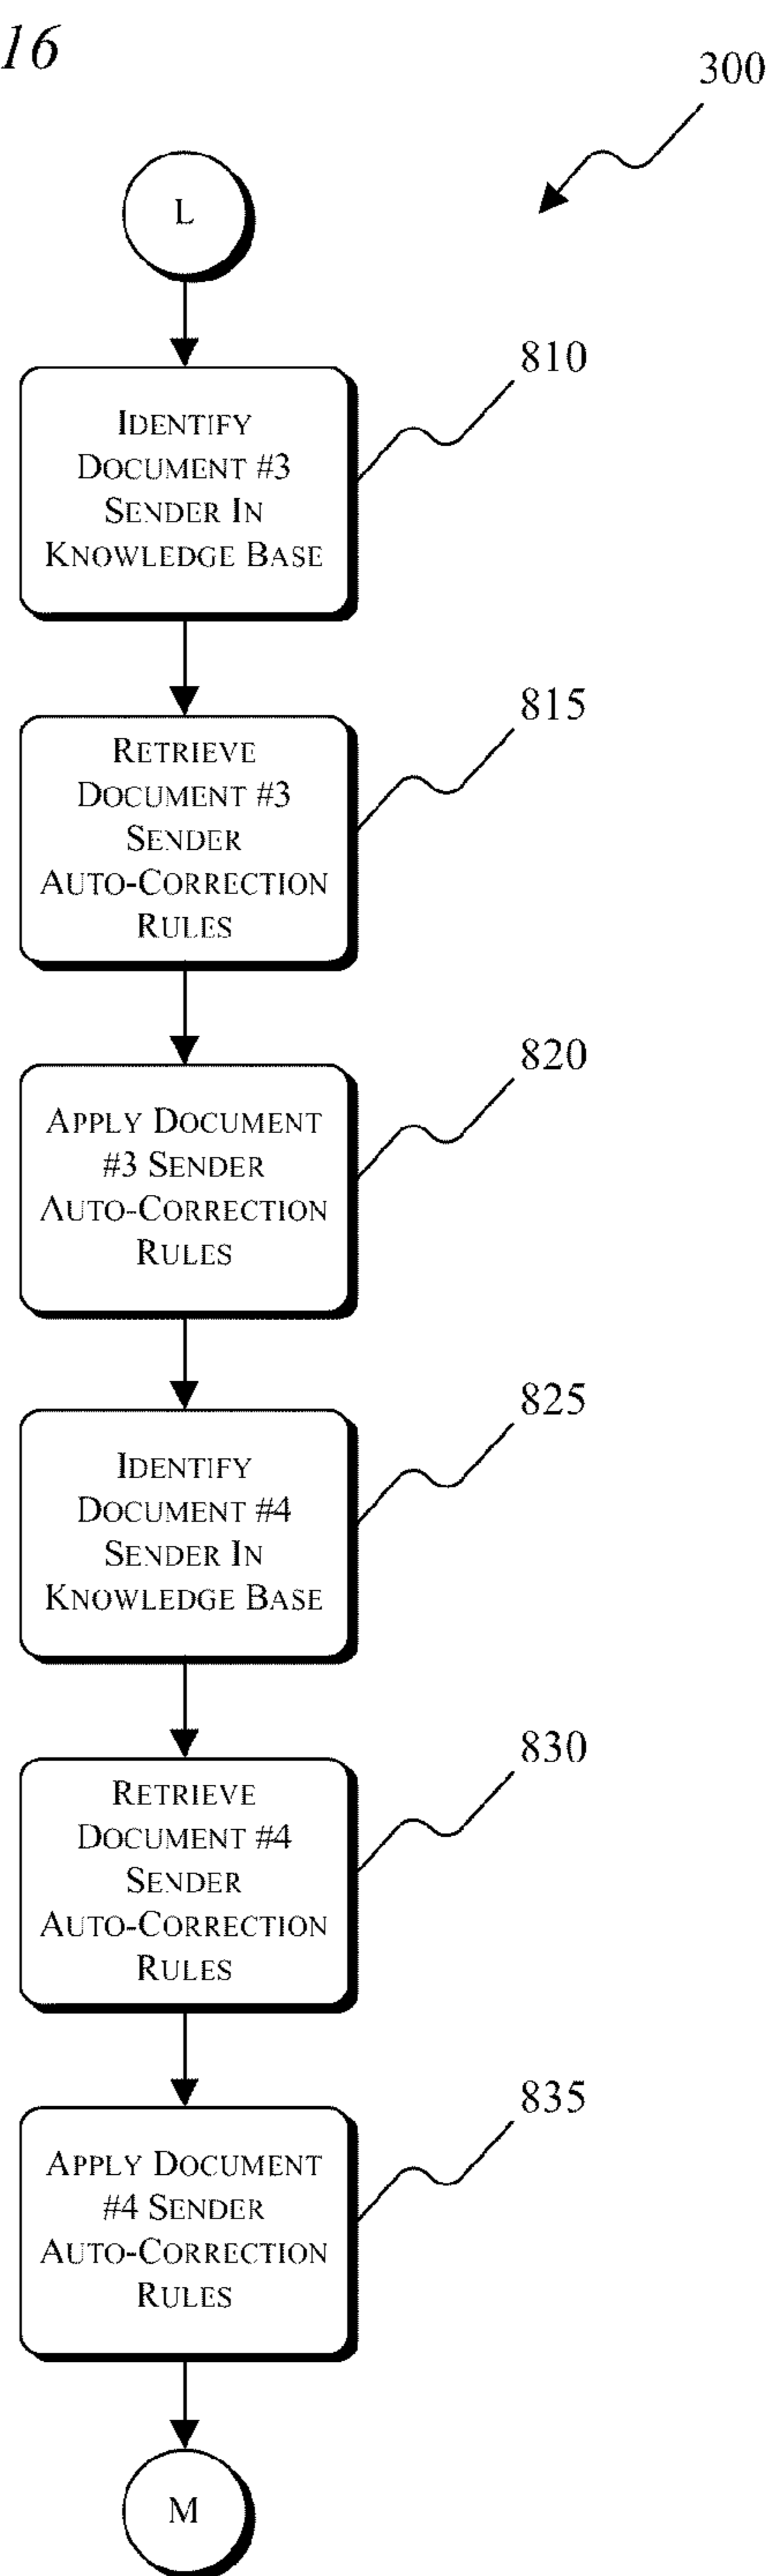 16
300
L
810
IDENTIFY
DOCUMENT #3
SENDER IN
KNOWLEDGE BASE
815
RETRIEVE
DOCUMENT #3
SENDER
AUTO-CORRECTION
RULES
820
APPLY DOCUMENT
#3 SENDER
AUTO-CORRECTION
RULES
825
IDENTIFY
DOCUMENT #4
SENDER IN
KNOWLEDGE BASE
830
RETRIEVE
DOCUMENT #4
SENDER
AUTO-CORRECTION
RULES
835
APPLY DOCUMENT
#4 SENDER
AUTO-CORRECTION
RULES
M